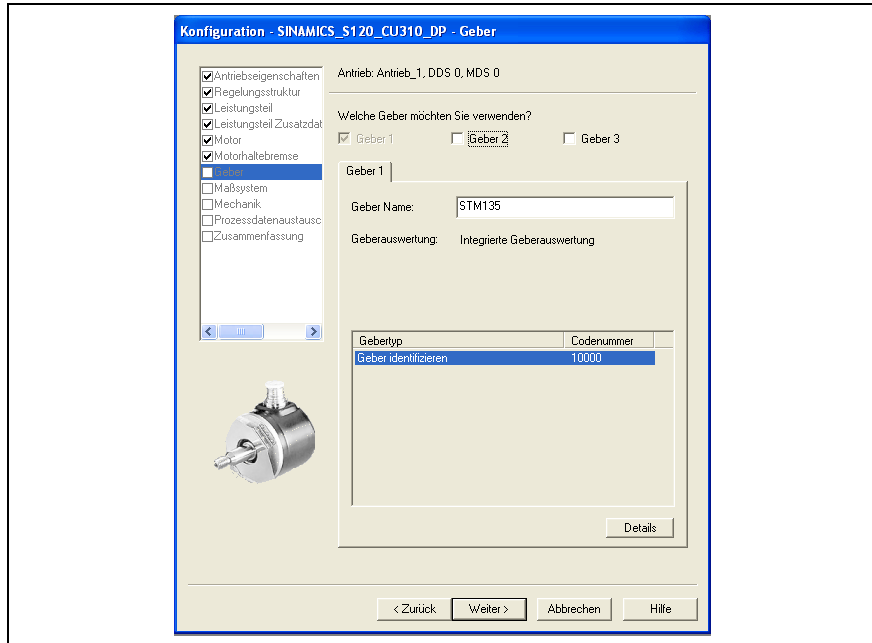 Konfiguration - SINAMICS_S120_CU310_DP - Geber
Antriebseigenschaften
Regelungsstruktur
Leistungsteil
Leistungsteil Zusatzdat
Motor
Motorhaltebremse
Geber
Maßsystem
Mechanik
Prozessdatenaustausc
Zusammenfassung
Antrieb: Antrieb_1, DDS 0, MDS 0
Welche Geber möchten Sie verwenden?
Geber 1 Geber 2 Geber 3
Geber 1
Geber Name: STM135
Geberauswertung: Integrierte Geberauswertung
Gebertyp Codenummer
Geber identifizieren 10000
Details
< Zurück Weiter > Abbrechen Hilfe